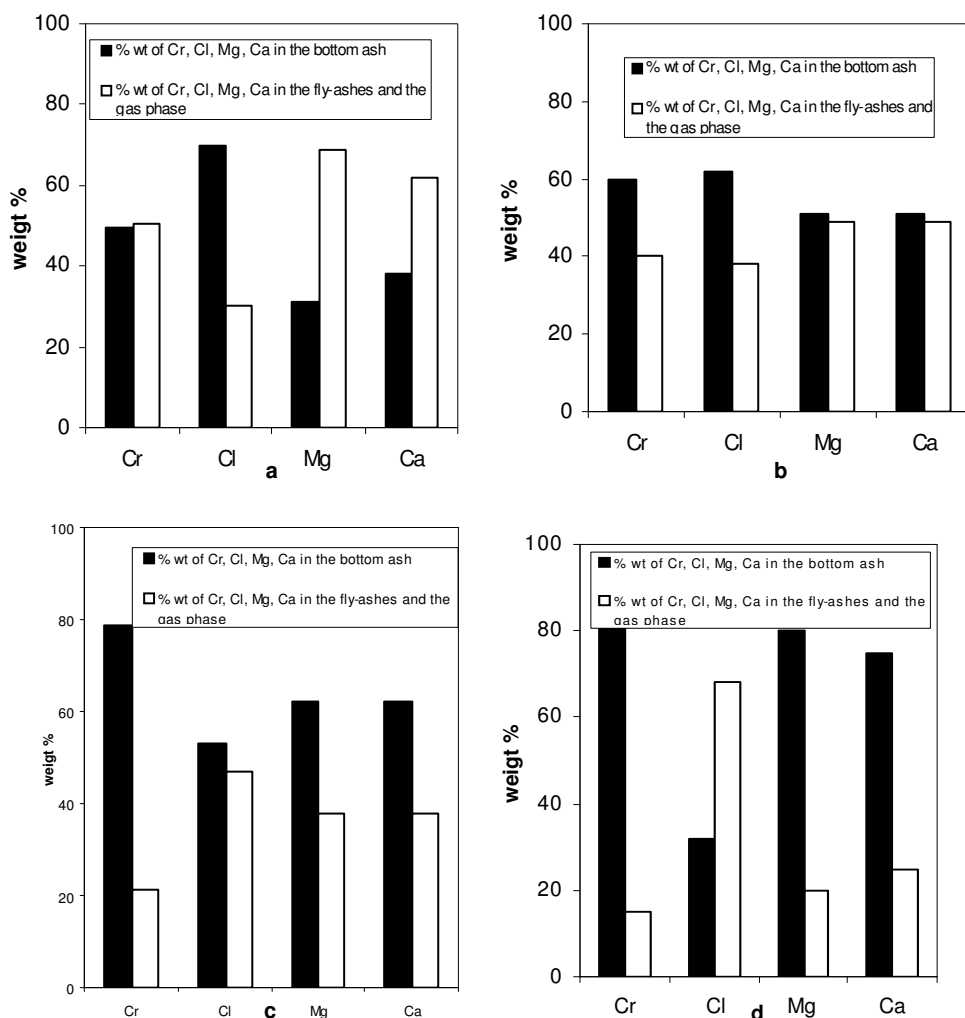 100
80
60
40
20
0
weigt %
% wt of Cr, Cl, Mg, Ca in the bottom ash
% wt of Cr, Cl, Mg, Ca in the fly-ashes and the
gas phase
Cr Cl Mg Ca
a
100
80
60
40
20
0
weigt %
% wt of Cr, Cl, Mg, Ca in the bottom ash
% wt of Cr, Cl, Mg, Ca in the fly-ashes and
the gas phase
Cr Cl Mg Ca
b
100
80
60
40
20
0
weigt %
% wt of Cr, Cl, Mg, Ca in the bottom ash
% wt of Cr, Cl, Mg, Ca in the fly-ashes and the
gas phase
Cr Cl Mg Ca
c
100
80
60
40
20
0
weigt %
% wt of Cr, Cl, Mg, Ca in the bottom ash
% wt of Cr, Cl, Mg, Ca in the fly-ashes and the
gas phase
Cr Cl Mg Ca
d